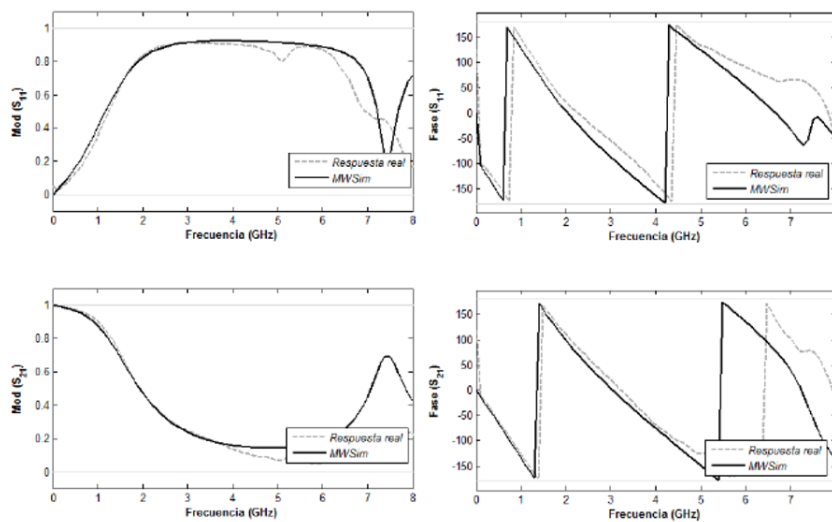 Mod (S11)
1
0.8
0.6
0.4
0.2
0
Respuesta real
MWSim
0 1 2 3 4 5 6 7 8
Frecuencia (GHz)
Fase (S11)
150
100
50
0
-50
-100
-150
Respuesta real
MWSim
0 1 2 3 4 5 6 7
Frecuencia (GHz)
Mod (S21)
1
0.8
0.6
0.4
0.2
0
Respuesta real
MWSim
0 1 2 3 4 5 6 7 8
Frecuencia (GHz)
Fase (S21)
150
100
50
0
-50
-100
-150
Respuesta real
MWSim
0 1 2 3 4 5 6 7
Frecuencia (GHz)